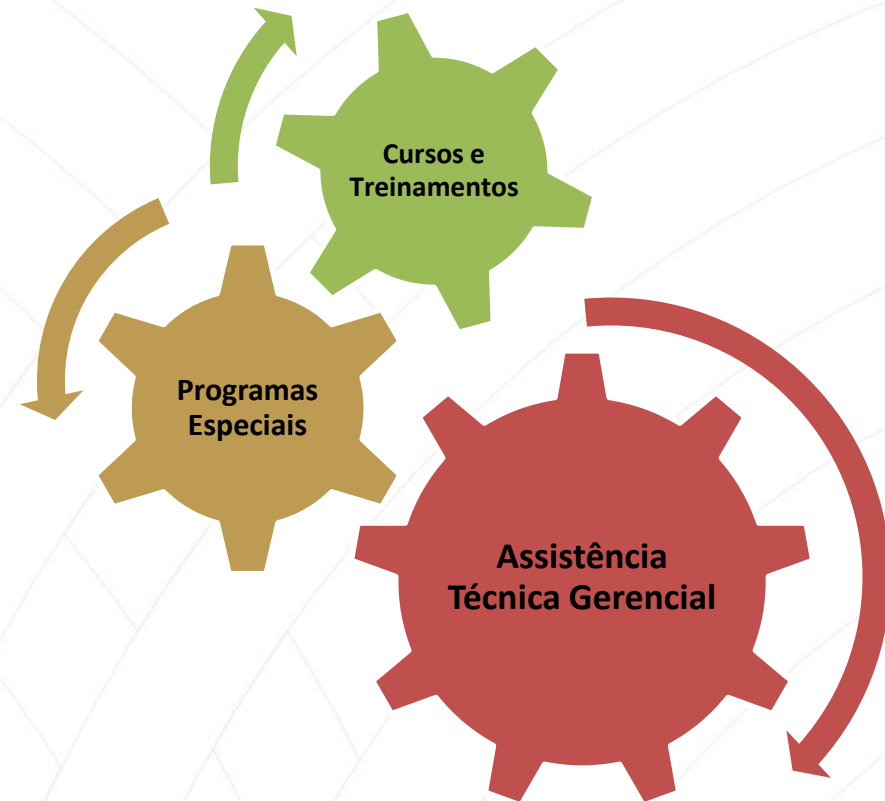 Cursos e
Treinamentos
Programas
Especiais
Assistência
Técnica Gerencial